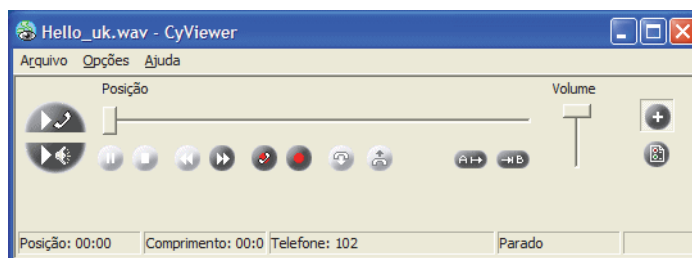 Hello_uk.wav - CyViewer
Arquivo Opções Ajuda
Posição Volume
A B
Posição: 00:00 Comprimento: 00:0 Telefone: 102 Parado